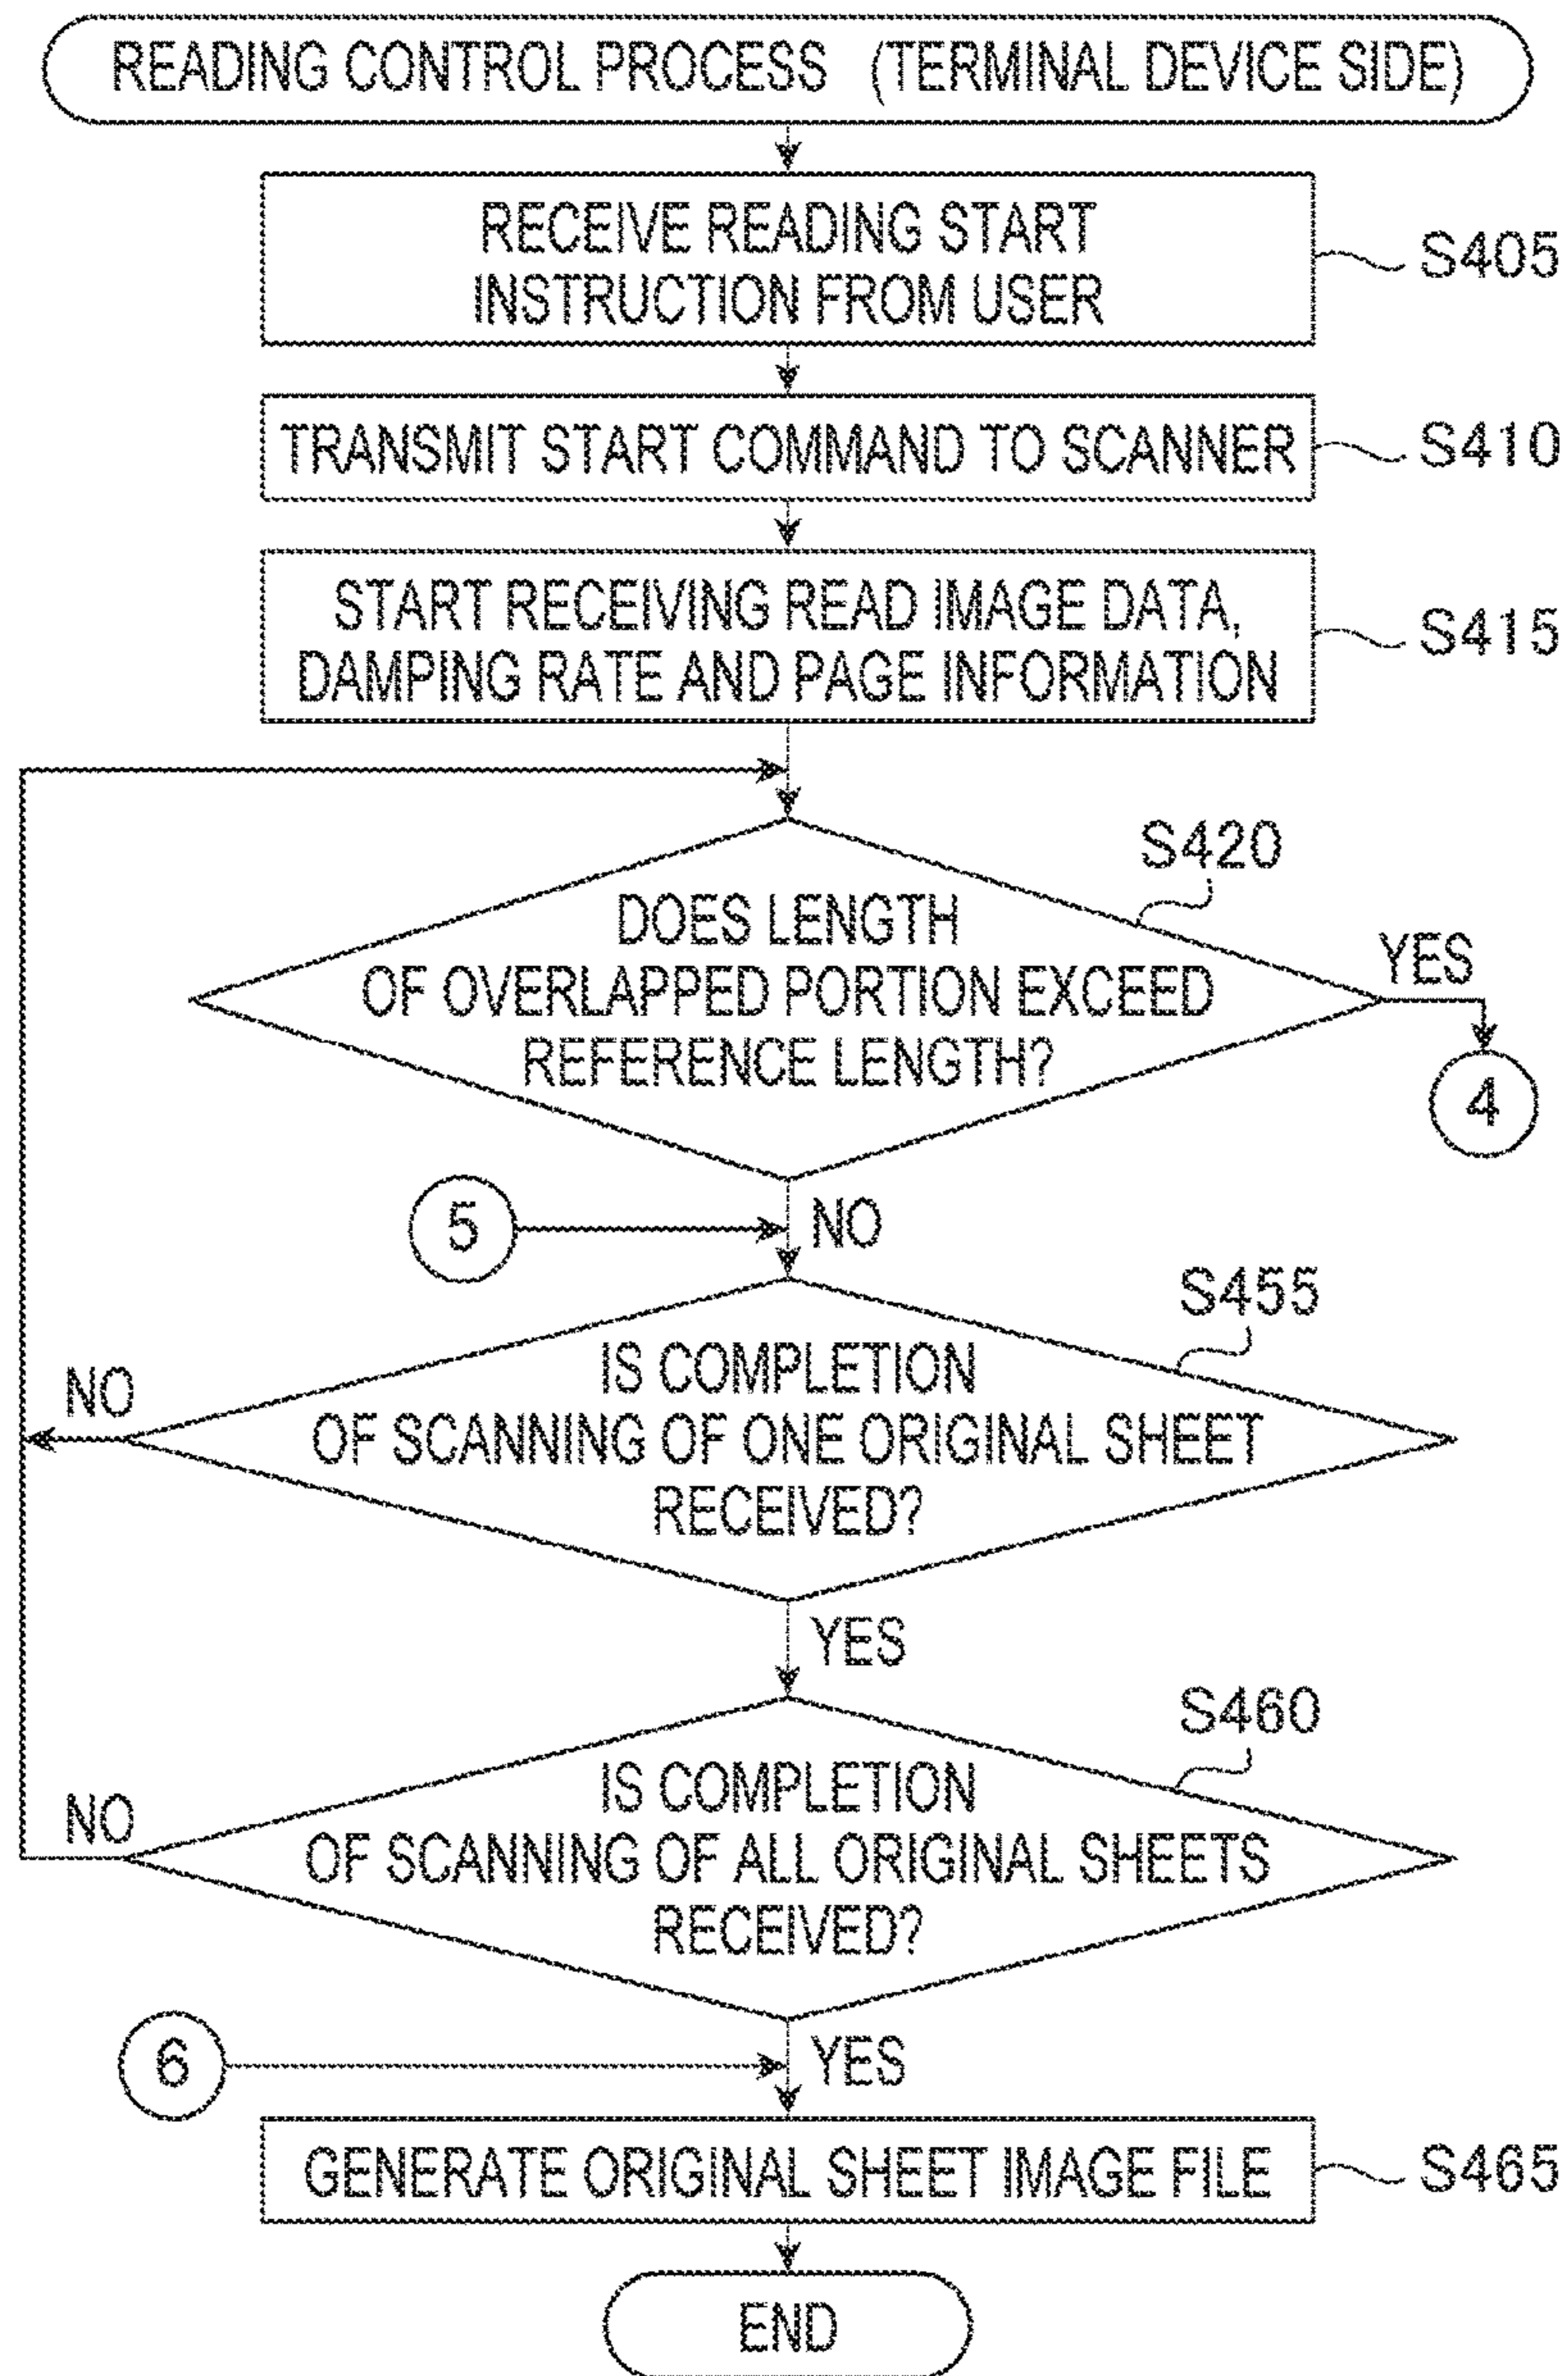 READING CONTROL PROCESS (TERMINAL DEVICE SIDE)
RECEIVE READING START
INSTRUCTION FROM USER
S405
TRANSMIT START COMMAND TO SCANNER
S410
START RECEIVING READ IMAGE DATA,
DAMPING RATE AND PAGE INFORMATION
S415
S420
DOES LENGTH
OF OVERLAPPED PORTION EXCEED
REFERENCE LENGTH?
YES
4
5
NO
S455
IS COMPLETION
OF SCANNING OF ONE ORIGINAL SHEET
RECEIVED?
NO
YES
S460
IS COMPLETION
OF SCANNING OF ALL ORIGINAL SHEETS
RECEIVED?
NO
6
YES
GENERATE ORIGINAL SHEET IMAGE FILE
S465
END